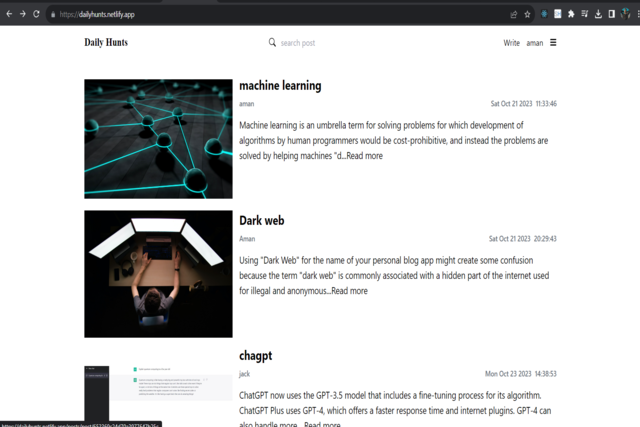 https://dailyhunts.netlify.app
Daily Hunts
search post
Write aman
machine learning
aman Sat Oct 21 2023 11:33:46
Machine learning is an umbrella term for solving problems for which development of
algorithms by human programmers would be cost-prohibitive, and instead the problems are
solved by helping machines "d...Read more
Dark web
Aman Sat Oct 21 2023 20:29:43
Using "Dark Web" for the name of your personal blog app might create some confusion
because the term "dark web" is commonly associated with a hidden part of the internet used
for illegal and anonymous...Read more
chagpt
jack Mon Oct 23 2023 14:38:53
ChatGPT now uses the GPT-3.5 model that includes a fine-tuning process for its algorithm.
ChatGPT Plus uses GPT-4, which offers a faster response time and internet plugins. GPT-4 can
also handle more... Read more